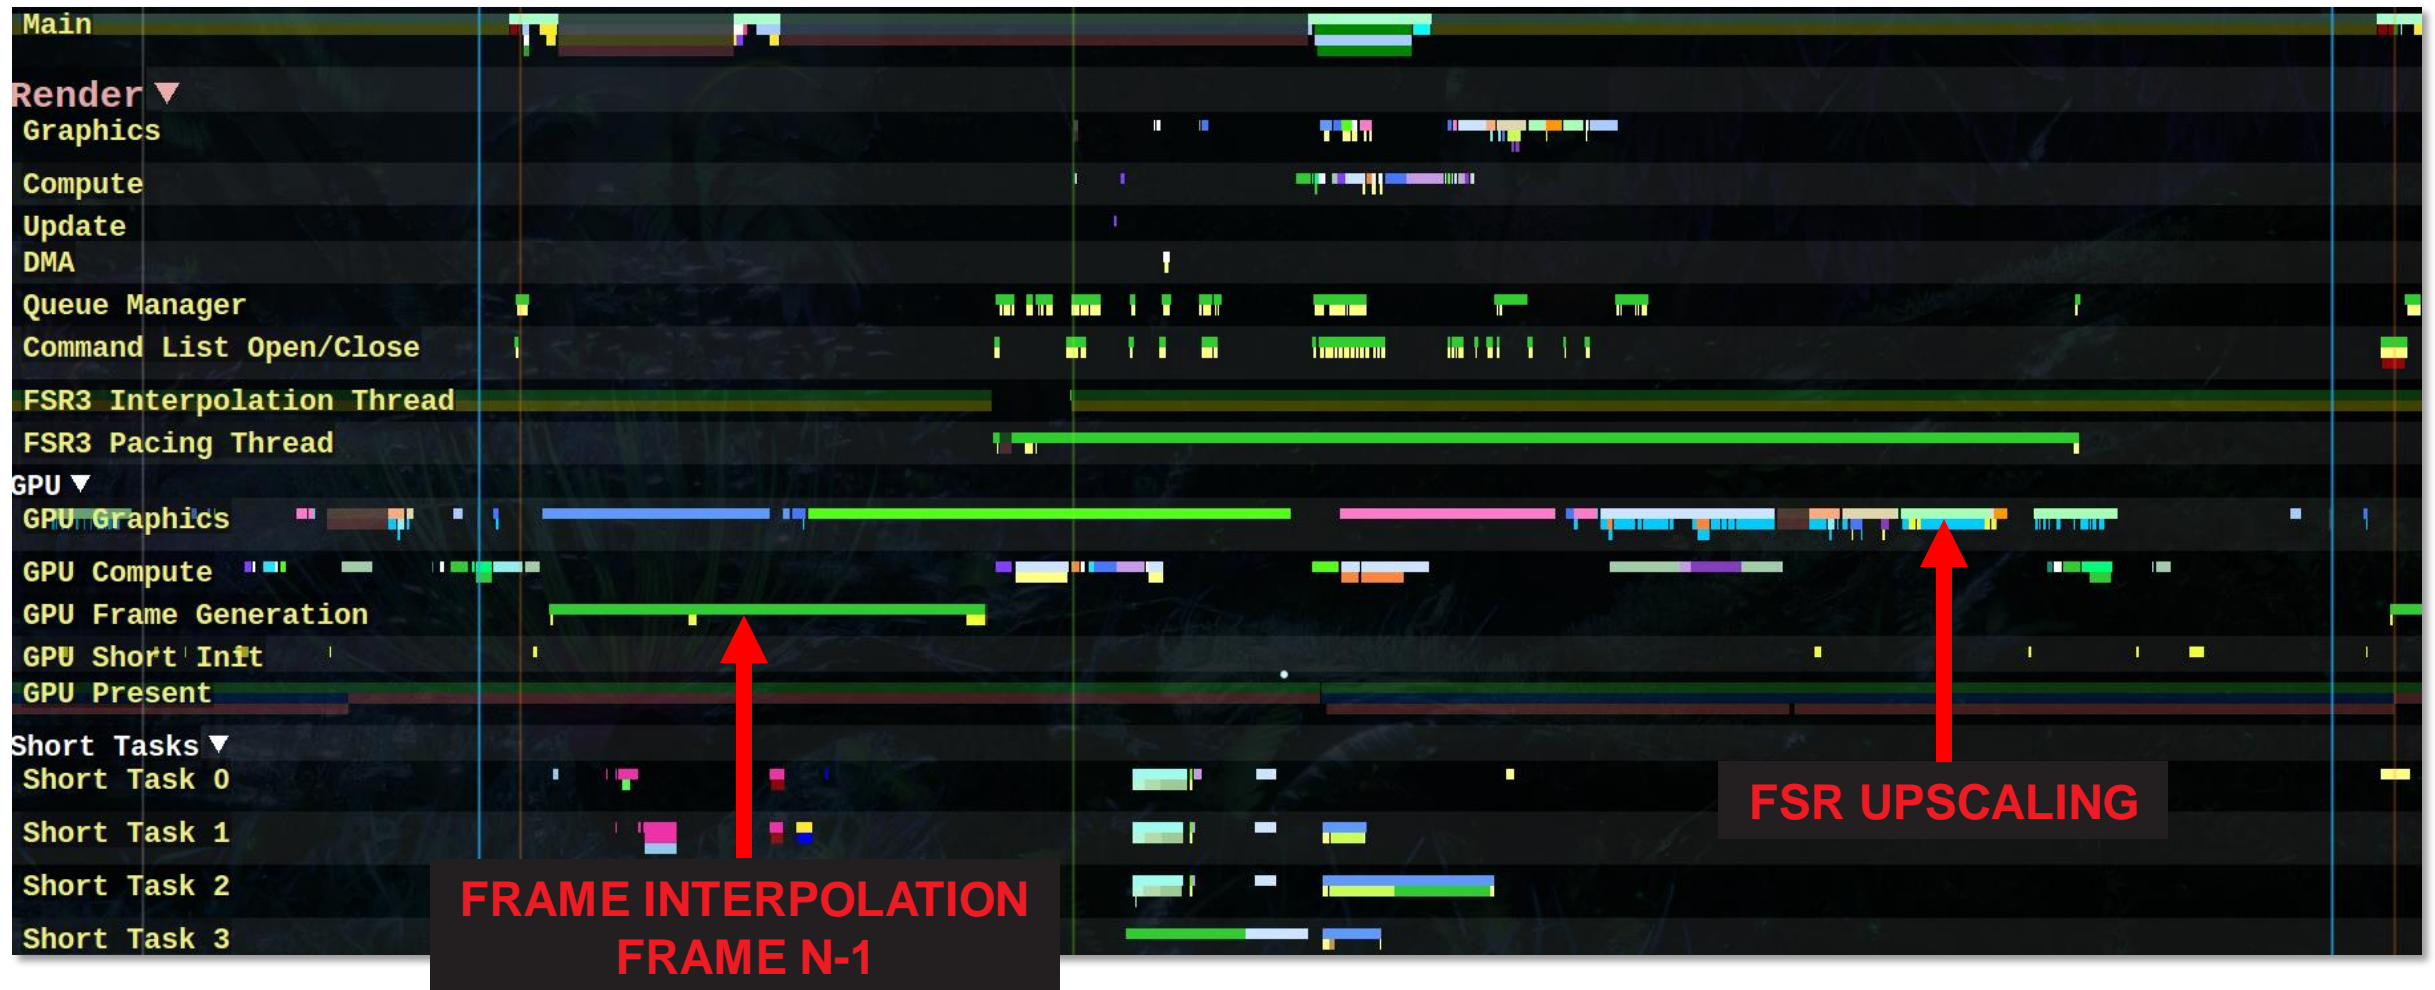 Main
Render
Graphics
Compute
Update
DMA
Queue Manager
Command List Open/Close
FSR3 Interpolation Thread
FSR3 Pacing Thread
GPU
GPU Graphics
GPU Compute
GPU Frame Generation
GPU Short Init
GPU Present
Short Tasks
Short Task 0
Short Task 1
Short Task 2
Short Task 3
FSR UPSCALING
FRAME INTERPOLATION
FRAME N-1